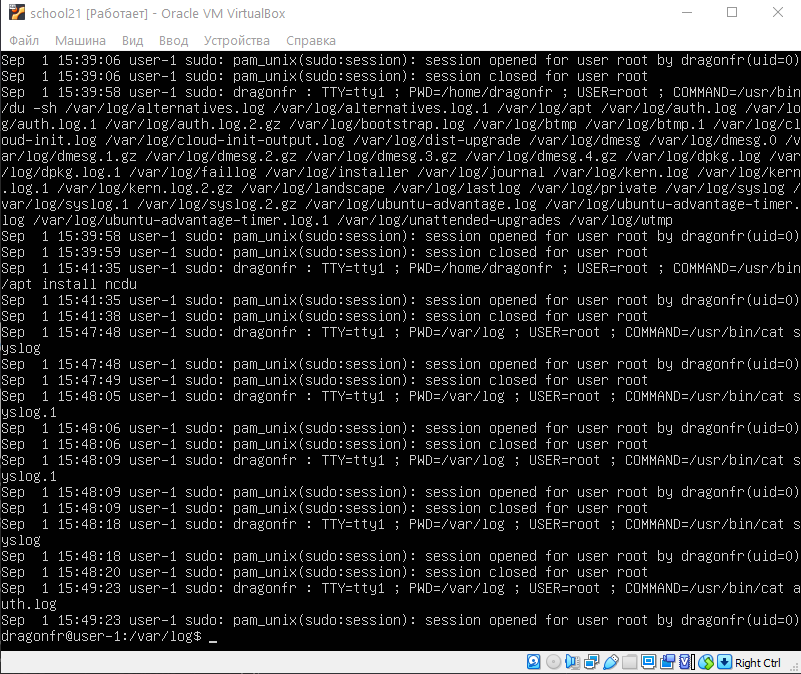 school21 [Работает] - Oracle VM VirtualBox
Файл Машина Вид Ввод Устройства Справка
Sep  1 15:39:06 user-1 sudo: pam_unix(sudo:session): session opened for user root by dragonfr(uid=0)
Sep  1 15:39:06 user-1 sudo: pam_unix(sudo:session): session closed for user root
Sep  1 15:39:58 user-1 sudo: dragonfr : TTY=tty1 ; PWD=/home/dragonfr ; USER=root ; COMMAND=/usr/bin
/du -sh /var/log/alternatives.log /var/log/alternatives.log.1 /var/log/apt /var/log/auth.log /var/lo
g/auth.log.1 /var/log/auth.log.2.gz /var/log/bootstrap.log /var/log/btmp /var/log/btmp.1 /var/log/cl
oud-init.log /var/log/cloud-init-output.log /var/log/dist-upgrade /var/log/dmesg /var/log/dmesg.0 /v
ar/log/dmesg.1.gz /var/log/dmesg.2.gz /var/log/dmesg.3.gz /var/log/dmesg.4.gz /var/log/dpkg.log /var
/log/dpkg.log.1 /var/log/faillog /var/log/installer /var/log/journal /var/log/kern.log /var/log/kern
.log.1 /var/log/kern.log.2.gz /var/log/landscape /var/log/lastlog /var/log/private /var/log/syslog /
var/log/syslog.1 /var/log/syslog.2.gz /var/log/ubuntu-advantage.log /var/log/ubuntu-advantage-timer.
log /var/log/ubuntu-advantage-timer.log.1 /var/log/unattended-upgrades /var/log/wtmp
Sep  1 15:39:58 user-1 sudo: pam_unix(sudo:session): session opened for user root by dragonfr(uid=0)
Sep  1 15:39:59 user-1 sudo: pam_unix(sudo:session): session closed for user root
Sep  1 15:41:35 user-1 sudo: dragonfr : TTY=tty1 ; PWD=/home/dragonfr ; USER=root ; COMMAND=/usr/bin
/apt install ncdu
Sep  1 15:41:35 user-1 sudo: pam_unix(sudo:session): session opened for user root by dragonfr(uid=0)
Sep  1 15:41:38 user-1 sudo: pam_unix(sudo:session): session closed for user root
Sep  1 15:47:48 user-1 sudo: dragonfr : TTY=tty1 ; PWD=/var/log ; USER=root ; COMMAND=/usr/bin/cat s
yslog
Sep  1 15:47:48 user-1 sudo: pam_unix(sudo:session): session opened for user root by dragonfr(uid=0)
Sep  1 15:47:49 user-1 sudo: pam_unix(sudo:session): session closed for user root
Sep  1 15:48:05 user-1 sudo: dragonfr : TTY=tty1 ; PWD=/var/log ; USER=root ; COMMAND=/usr/bin/cat s
yslog.1
Sep  1 15:48:06 user-1 sudo: pam_unix(sudo:session): session opened for user root by dragonfr(uid=0)
Sep  1 15:48:06 user-1 sudo: pam_unix(sudo:session): session closed for user root
Sep  1 15:48:09 user-1 sudo: dragonfr : TTY=tty1 ; PWD=/var/log ; USER=root ; COMMAND=/usr/bin/cat s
yslog.1
Sep  1 15:48:09 user-1 sudo: pam_unix(sudo:session): session opened for user root by dragonfr(uid=0)
Sep  1 15:48:09 user-1 sudo: pam_unix(sudo:session): session closed for user root
Sep  1 15:48:18 user-1 sudo: dragonfr : TTY=tty1 ; PWD=/var/log ; USER=root ; COMMAND=/usr/bin/cat s
yslog
Sep  1 15:48:18 user-1 sudo: pam_unix(sudo:session): session opened for user root by dragonfr(uid=0)
Sep  1 15:48:20 user-1 sudo: pam_unix(sudo:session): session closed for user root
Sep  1 15:49:23 user-1 sudo: dragonfr : TTY=tty1 ; PWD=/var/log ; USER=root ; COMMAND=/usr/bin/cat a
uth.log
Sep  1 15:49:23 user-1 sudo: pam_unix(sudo:session): session opened for user root by dragonfr(uid=0)
dragonfr@user-1:/var/log$ _
Right Ctrl